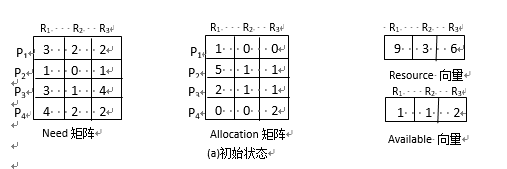 R₁ R₂ R₃
P₁ 3 2 2
P₂ 1 0 1
P₃ 3 1 4
P₄ 4 2 2
Need 矩阵
R₁ R₂ R₃
P₁ 1 0 0
P₂ 5 1 1
P₃ 2 1 1
P₄ 0 0 2
Allocation 矩阵
(a)初始状态
R₁ R₂ R₃
9 3 6
Resource 向量
R₁ R₂ R₃
1 1 2
Available 向量